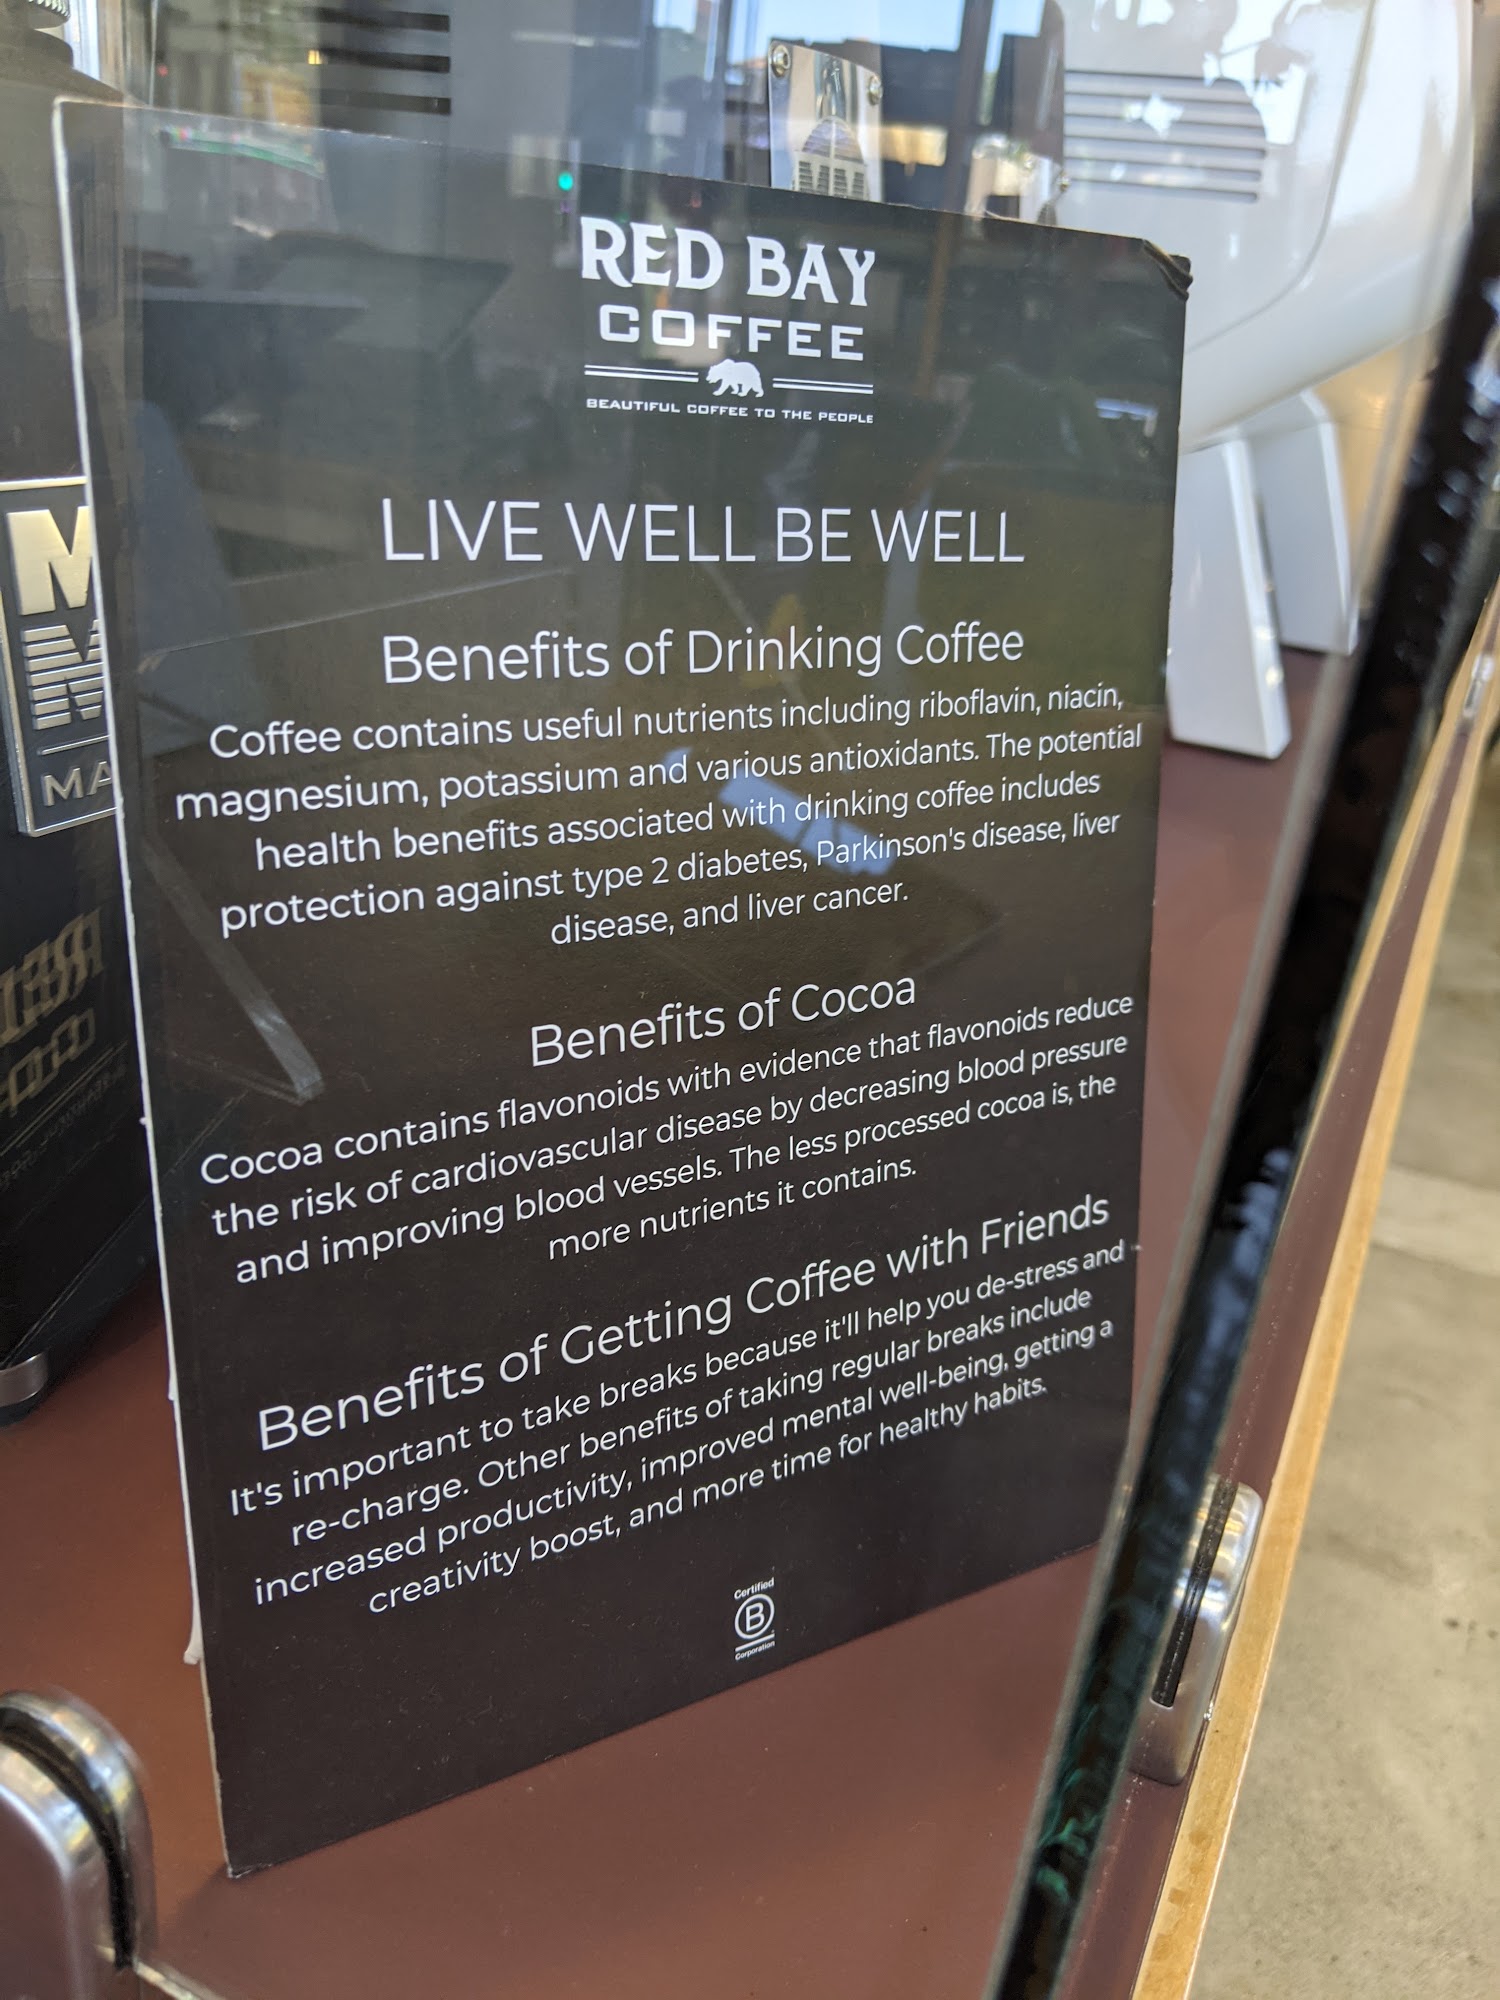 RED BAY
COFFEE
BEAUTIFUL COFFEE TO THE PEOPLE
LIVE WELL BE WELL
Benefits of Drinking Coffee
Coffee contains useful nutrients including riboflavin, niacin,
magnesium, potassium and various antioxidants. The potential
health benefits associated with drinking coffee includes
protection against type 2 diabetes, Parkinson's disease, liver
disease, and liver cancer.
Benefits of Cocoa
Cocoa contains flavonoids with evidence that flavonoids reduce
the risk of cardiovascular disease by decreasing blood pressure
and improving blood vessels. The less processed cocoa is, the
more nutrients it contains.
Benefits of Getting Coffee with Friends
It's important to take breaks because it'll help you de-stress and
re-charge. Other benefits of taking regular breaks include
increased productivity, improved mental well-being, getting a
creativity boost, and more time for healthy habits.
Certified
B
Corporation
M
MA